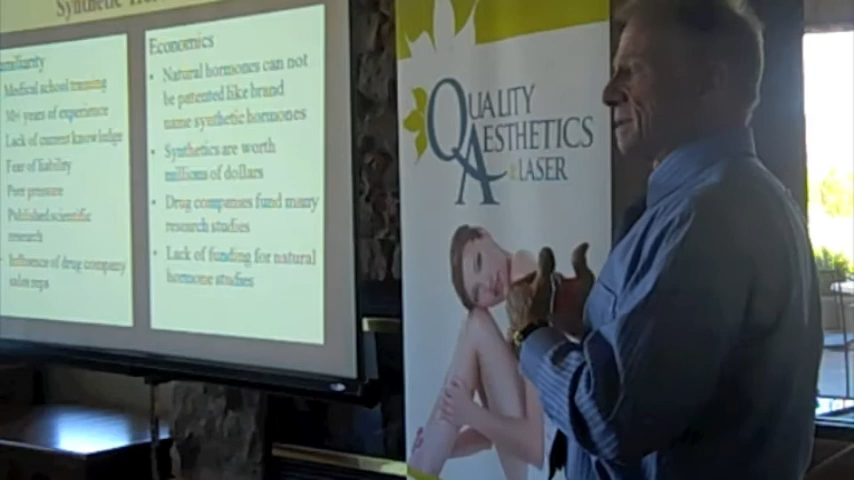 Synthetic
Familiarity
Medical school training
30+ years of experience
Lack of current knowledge
Fear of liability
Peer pressure
Published scientific
research
Influence of drug company
sales reps
Economics
• Natural hormones can not
be patented like brand
name synthetic hormones
• Synthetics are worth
millions of dollars
• Drug companies fund many
research studies
• Lack of funding for natural
hormone studies
QUALITY
AESTHETICS
& LASER
QA